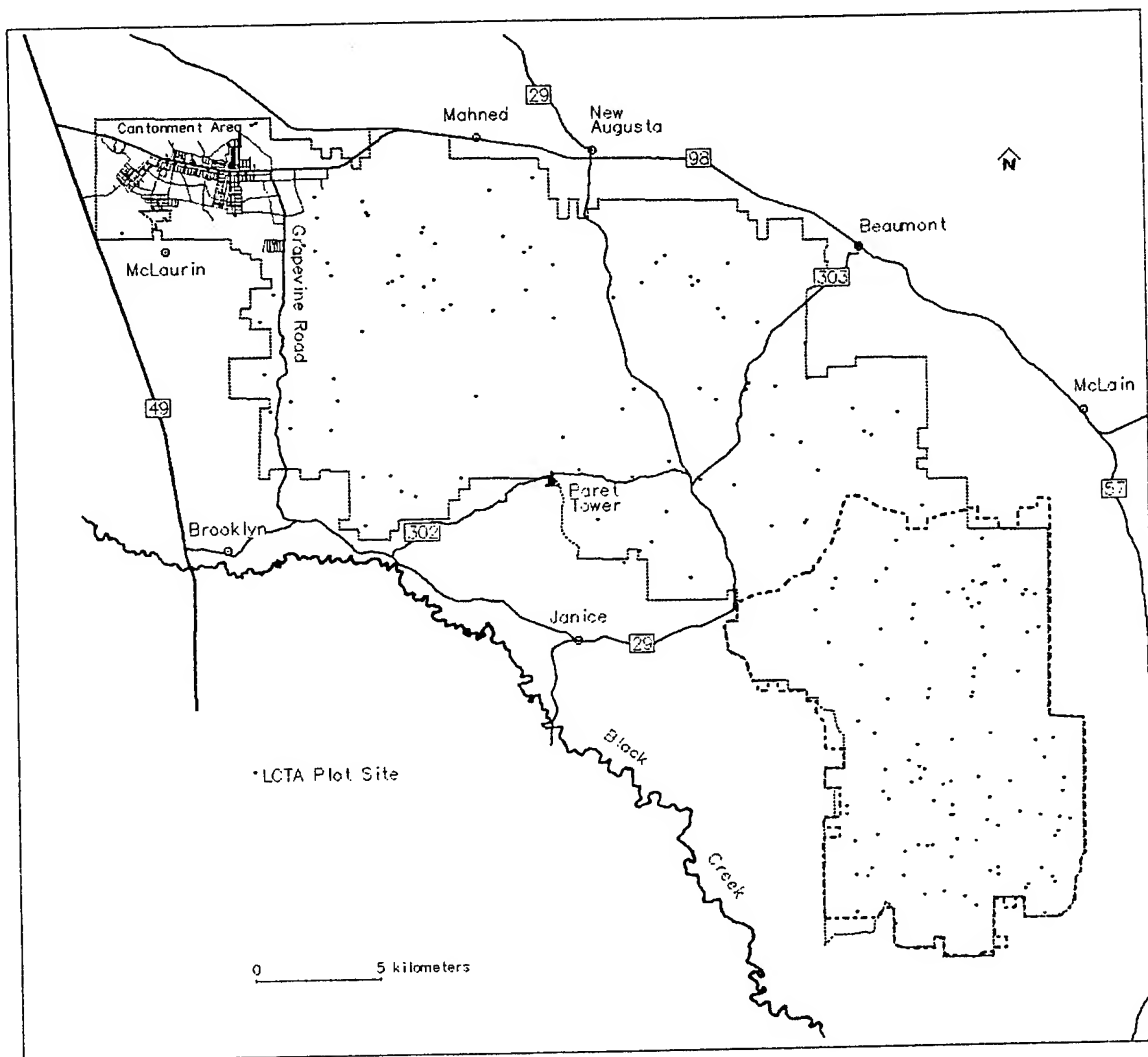 29
Mahned
New
Augusta
Cantonment Area
98
N
Beaumont
McLaurin
303
Grapevine Road
McLain
49
57
Paret
Tower
Brooklyn
302
Janice
29
Black
Creek
LCTA Plot Site
0 5 kilometers